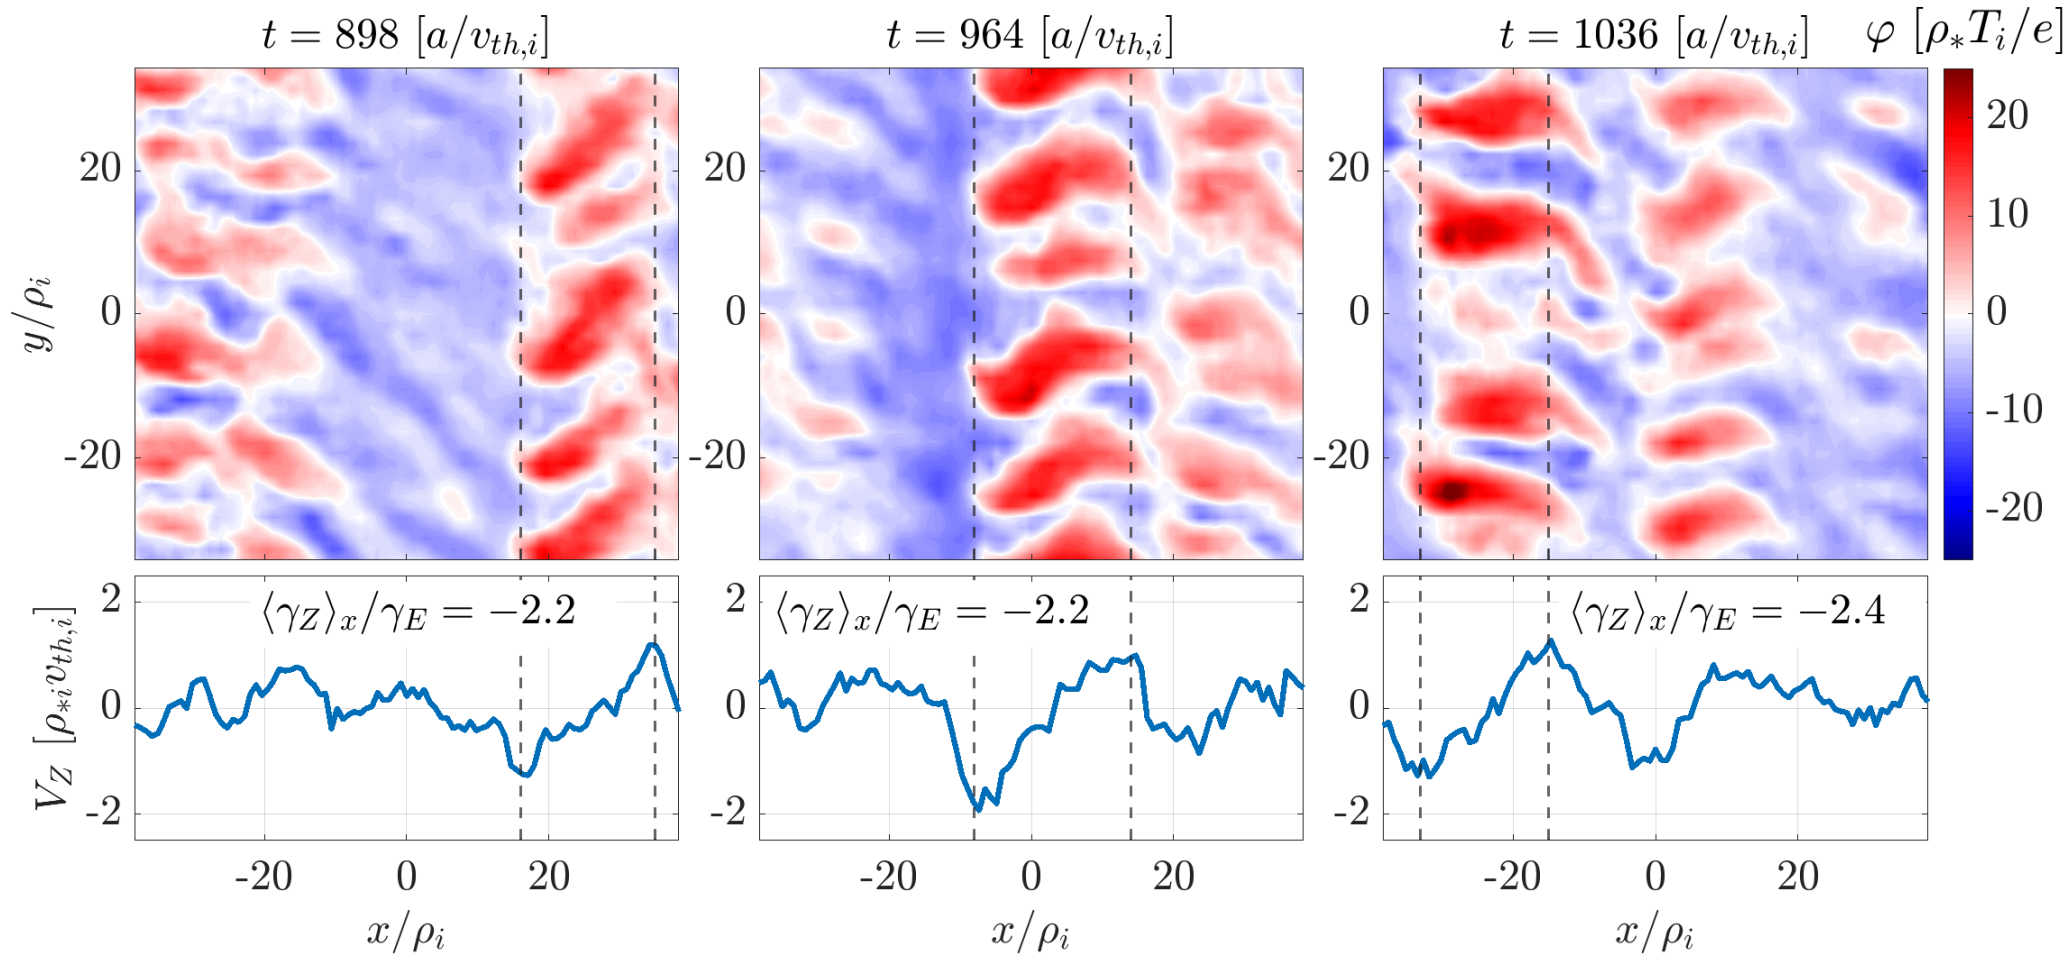 t = 898 [a/v_{th,i}]
t = 964 [a/v_{th,i}]
t = 1036 [a/v_{th,i}]
φ [ρ_*T_i/e]
y/ρ_i
20
0
-20
20
0
-20
20
0
-20
20
10
0
-10
-20
V_Z [ρ_{*i}v_{th,i}]
2
0
-2
⟨γ_Z⟩_x/γ_E = −2.2
2
0
-2
⟨γ_Z⟩_x/γ_E = −2.2
2
0
-2
⟨γ_Z⟩_x/γ_E = −2.4
-20 0 20
-20 0 20
-20 0 20
x/ρ_i
x/ρ_i
x/ρ_i